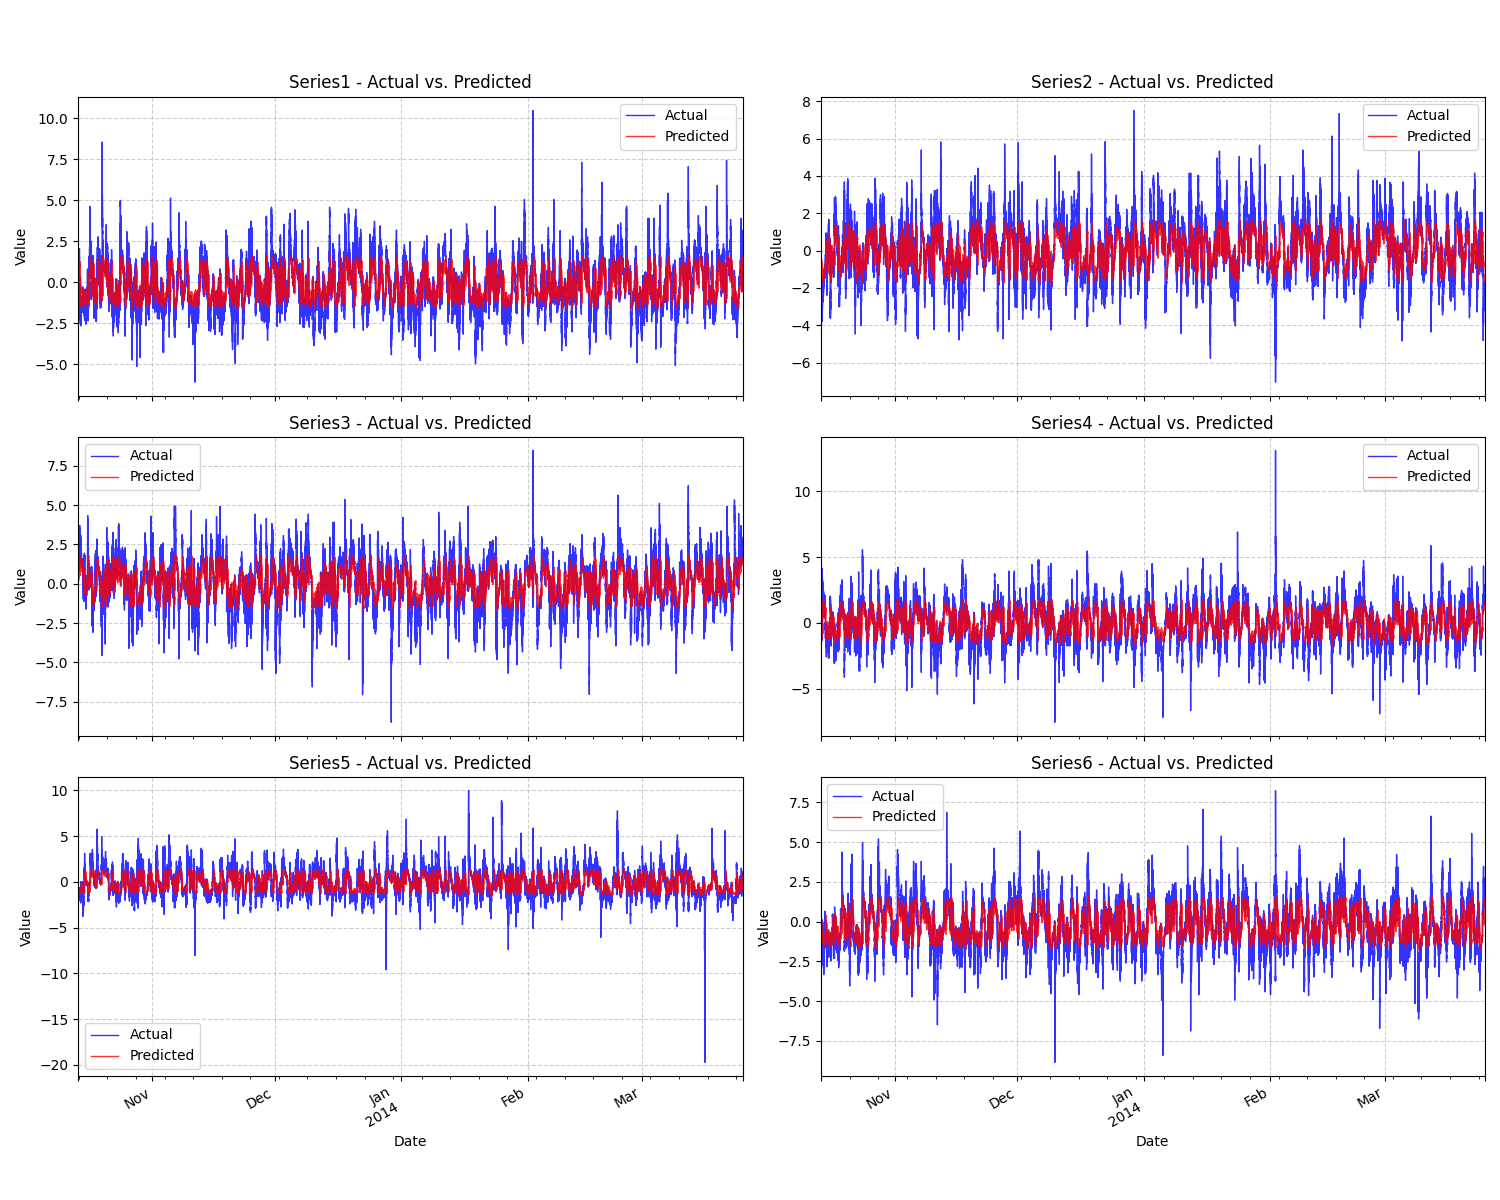 Series1 - Actual vs. Predicted
Value
10.0
7.5
5.0
2.5
0.0
−2.5
−5.0
Actual
Predicted
Series2 - Actual vs. Predicted
Value
8
6
4
2
0
−2
−4
−6
Actual
Predicted
Series3 - Actual vs. Predicted
Value
7.5
5.0
2.5
0.0
−2.5
−5.0
−7.5
Actual
Predicted
Series4 - Actual vs. Predicted
Value
10
5
0
−5
Actual
Predicted
Series5 - Actual vs. Predicted
Value
10
5
0
−5
−10
−15
−20
Actual
Predicted
Nov
Dec
Jan
2014
Feb
Mar
Date
Series6 - Actual vs. Predicted
Value
7.5
5.0
2.5
0.0
−2.5
−5.0
−7.5
Actual
Predicted
Nov
Dec
Jan
2014
Feb
Mar
Date